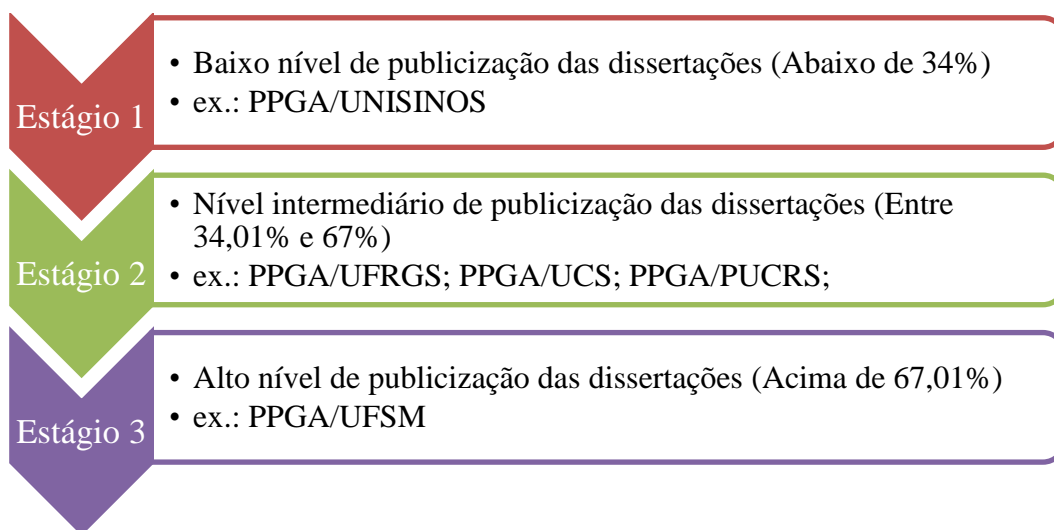 Estágio 1
• Baixo nível de publicização das dissertações (Abaixo de 34%)
• ex.: PPGA/UNISINOS
Estágio 2
• Nível intermediário de publicização das dissertações (Entre
34,01% e 67%)
• ex.: PPGA/UFRGS; PPGA/UCS; PPGA/PUCRS;
Estágio 3
• Alto nível de publicização das dissertações (Acima de 67,01%)
• ex.: PPGA/UFSM